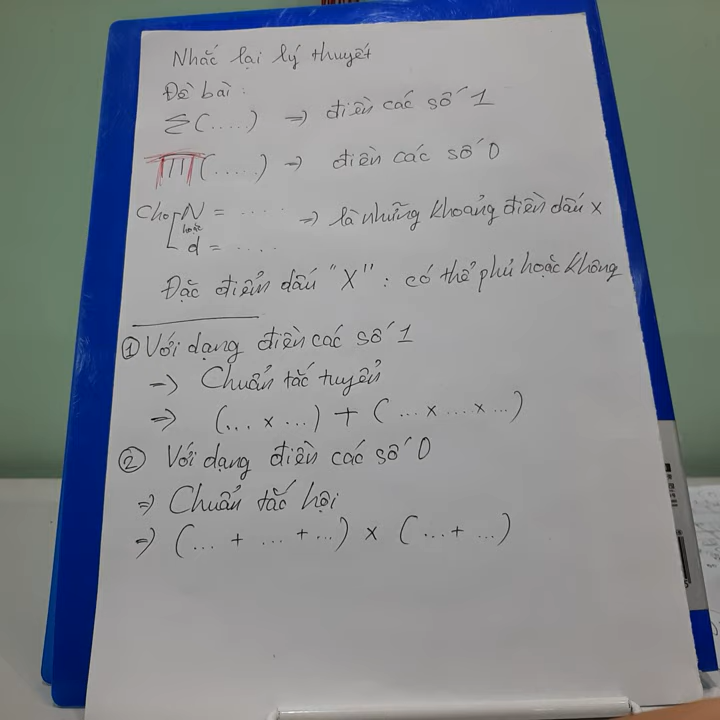 Nhắc lại lý thuyết
Đề bài:
Σ(....) => điền các số 1
Π(.....) => điền các số 0
Cho N = ..... => là những khoảng điền dấu x
hoặc
d = .....
Đặc điểm dấu "X": có thể phủ hoặc không
① Với dạng điền các số 1
=> Chuẩn tắc tuyển
=> (... x ...) + (... x ... x ...)
② Với dạng điền các số 0
=> Chuẩn tắc hội
=> (... + ... + ...) x (... + ...)